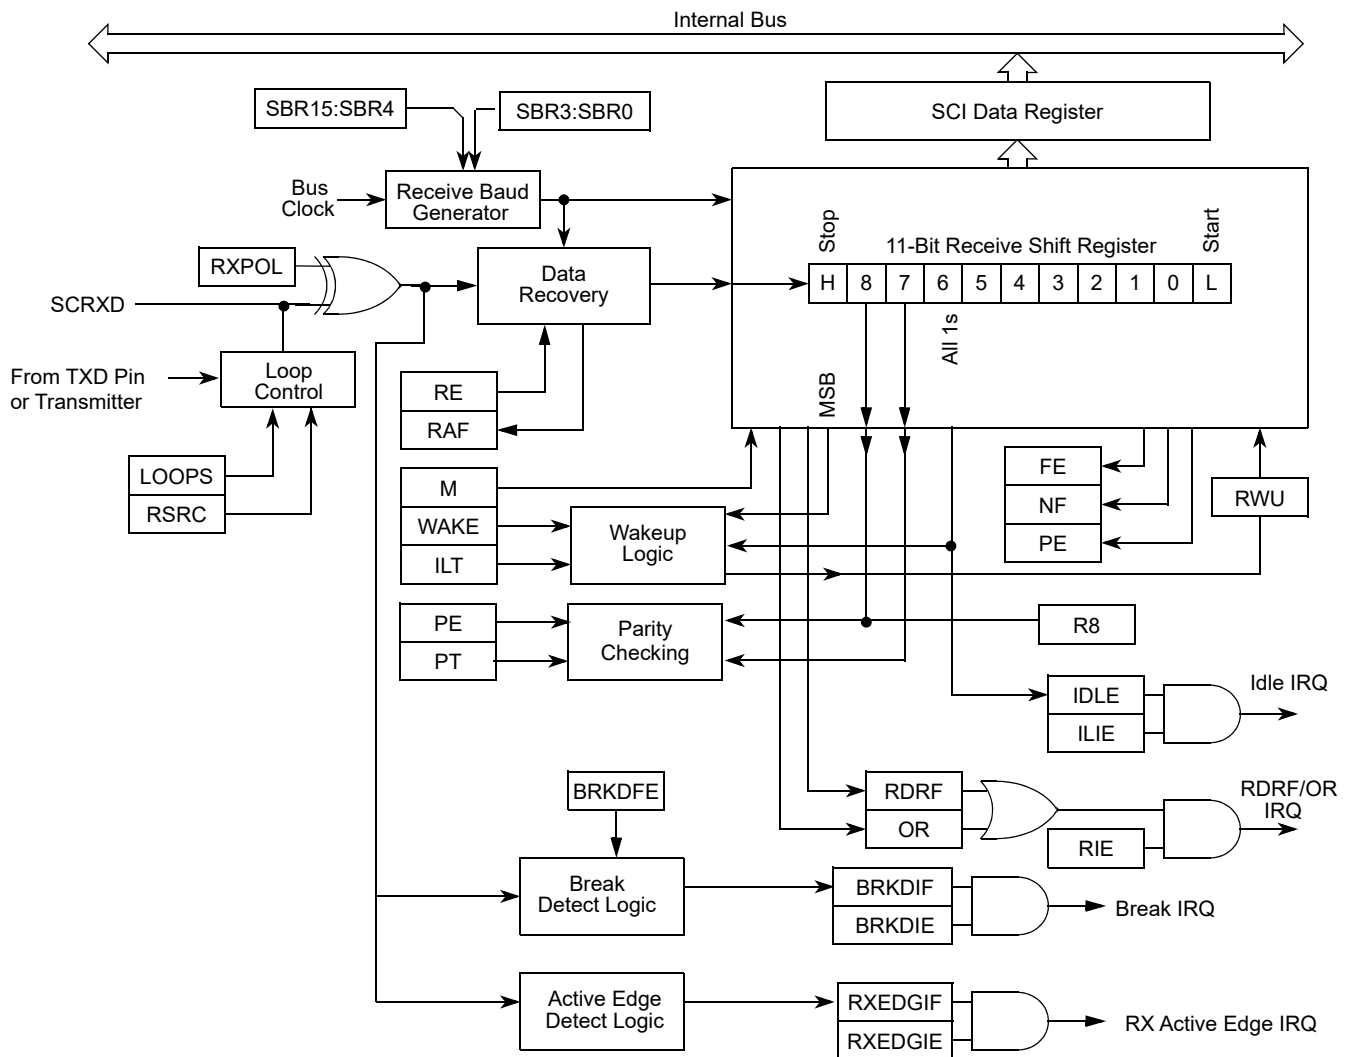 Internal Bus
SBR15:SBR4
SBR3:SBR0
SCI Data Register
Bus
Clock
Receive Baud
Generator
Stop
11-Bit Receive Shift Register
Start
RXPOL
Data
Recovery
H 8 7 6 5 4 3 2 1 0 L
SCRXD
All 1s
From TXD Pin
or Transmitter
Loop
Control
RE
RAF
MSB
LOOPS
RSRC
M
WAKE
ILT
Wakeup
Logic
FE
NF
PE
RWU
PE
PT
Parity
Checking
R8
IDLE
ILIE
Idle IRQ
BRKDFE
RDRF
OR
RIE
RDRF/OR
IRQ
Break
Detect Logic
BRKDIF
BRKDIE
Break IRQ
Active Edge
Detect Logic
RXEDGIF
RXEDGIE
RX Active Edge IRQ